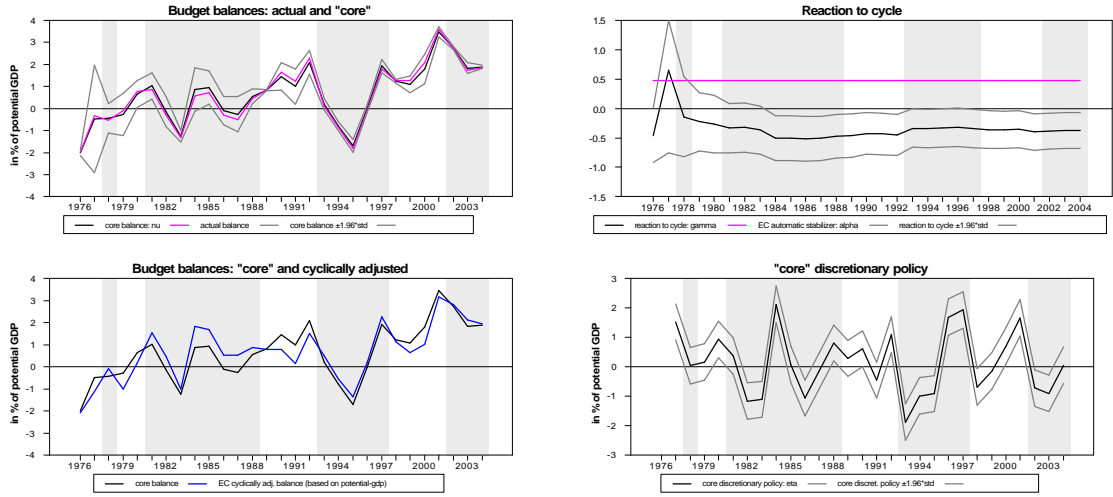 Budget balances: actual and "core"
in % of potential GDP
4
3
2
1
0
-1
-2
-3
-4
1976 1979 1982 1985 1988 1991 1994 1997 2000 2003
core balance: nu actual balance core balance ±1.96*std
Reaction to cycle
1.5
1.0
0.5
0.0
-0.5
-1.0
-1.5
1976 1978 1980 1982 1984 1986 1988 1990 1992 1994 1996 1998 2000 2002 2004
reaction to cycle: gamma EC automatic stabilizer: alpha reaction to cycle ±1.96*std
Budget balances: "core" and cyclically adjusted
in % of potential GDP
4
3
2
1
0
-1
-2
-3
-4
1976 1979 1982 1985 1988 1991 1994 1997 2000 2003
core balance EC cyclically adj. balance (based on potential-gdp)
"core" discretionary policy
in % of potential GDP
3
2
1
0
-1
-2
-3
1976 1979 1982 1985 1988 1991 1994 1997 2000 2003
core discretionary policy: eta core discret. policy ±1.96*std